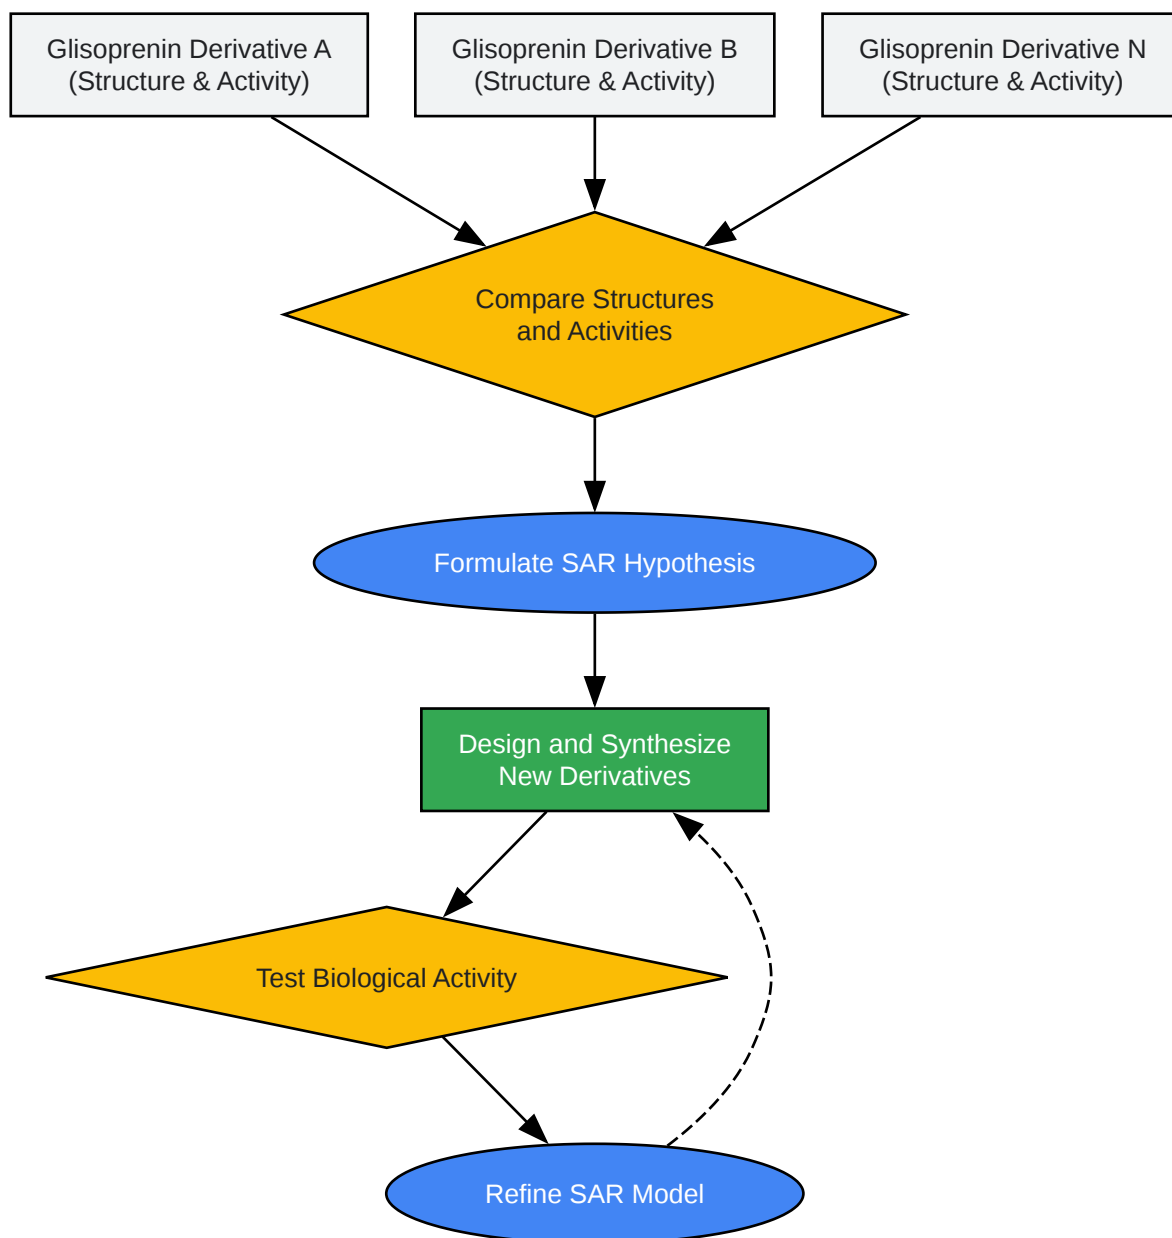 Glisoprenin Derivative A
(Structure & Activity)
Glisoprenin Derivative B
(Structure & Activity)
Glisoprenin Derivative N
(Structure & Activity)
Compare Structures
and Activities
Formulate SAR Hypothesis
Design and Synthesize
New Derivatives
Test Biological Activity
Refine SAR Model